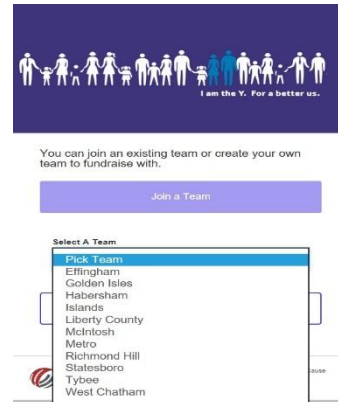 I am the Y. For a better us.
You can join an existing team or create your own
team to fundraise with.
Join a Team
Select A Team
Pick Team
Effingham
Golden Isles
Habersham
Islands
Liberty County
McIntosh
Metro
Richmond Hill
Statesboro
Tybee
West Chatham